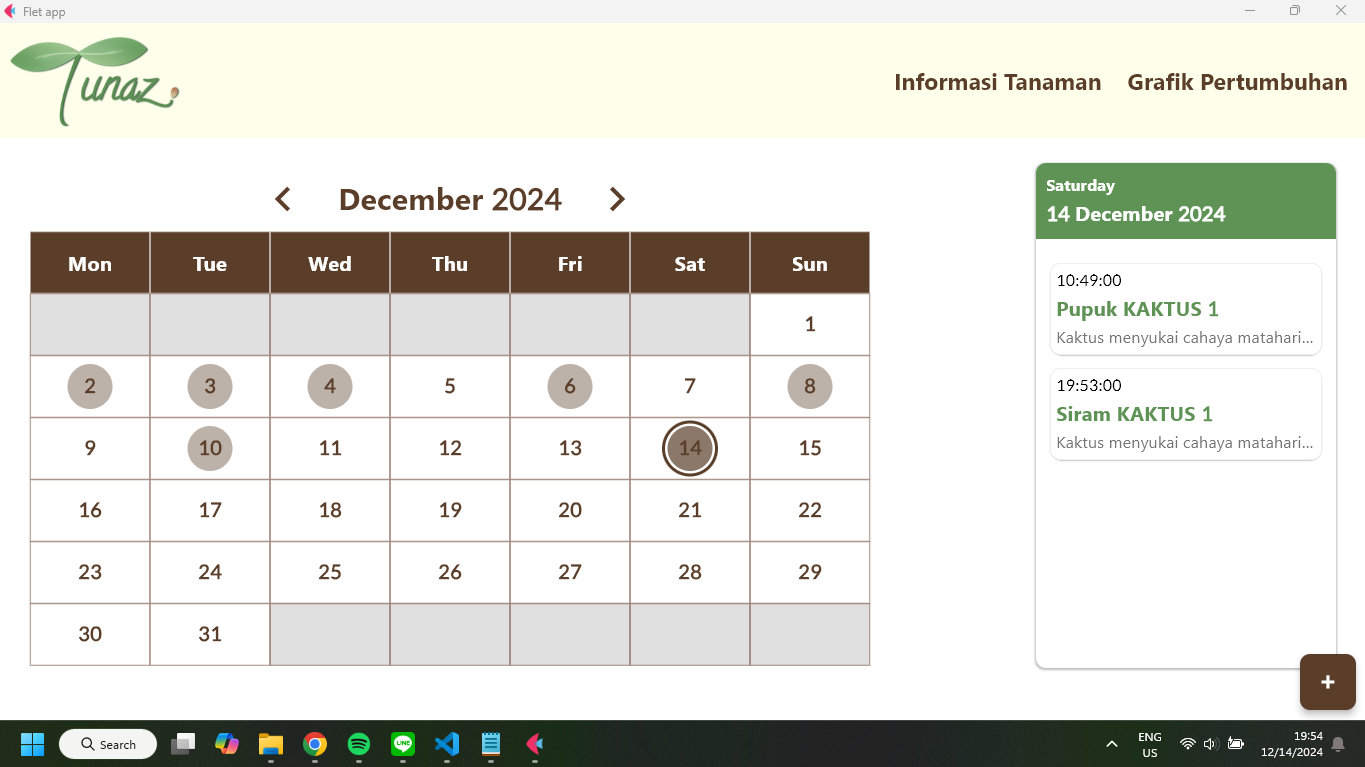 Flet app
Tunaz
Informasi Tanaman Grafik Pertumbuhan
December 2024
Mon Tue Wed Thu Fri Sat Sun
1
2 3 4 5 6 7 8
9 10 11 12 13 14 15
16 17 18 19 20 21 22
23 24 25 26 27 28 29
30 31
Saturday
14 December 2024
10:49:00
Pupuk KAKTUS 1
Kaktus menyukai cahaya matahari...
19:53:00
Siram KAKTUS 1
Kaktus menyukai cahaya matahari...
+
Search
LINE
ENG
US
19:54
12/14/2024